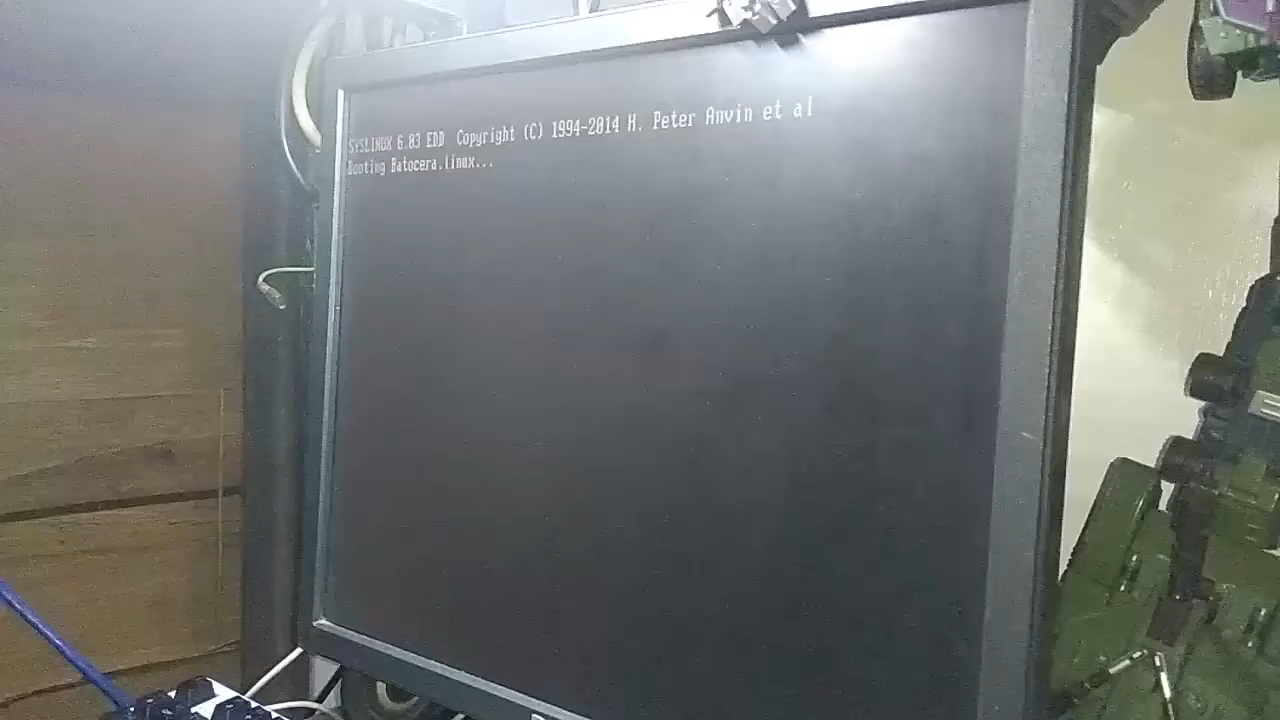 SYSLINUX 6.03 EDD Copyright (C) 1994-2014 H. Peter Anvin et al
Booting Batocera.linux...